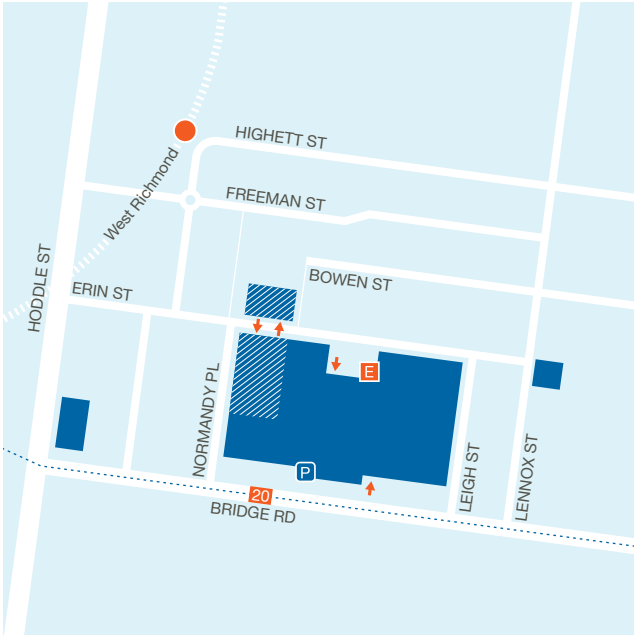 HIGHETT ST
West Richmond
FREEMAN ST
HODDLE ST
BOWEN ST
ERIN ST
NORMANDY PL
E
LEIGH ST
LENNOX ST
P
20
BRIDGE RD